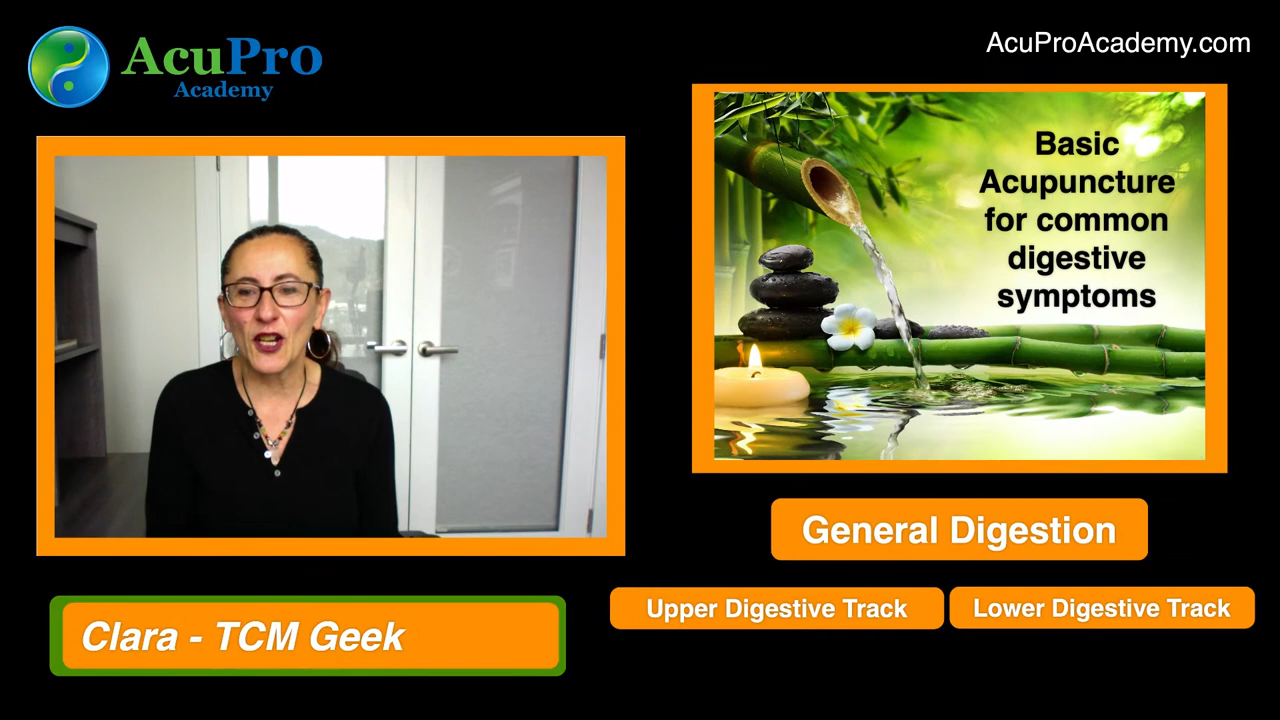 AcuPro
Academy
AcuProAcademy.com
Basic
Acupuncture
for common
digestive
symptoms
General Digestion
Upper Digestive Track
Lower Digestive Track
Clara - TCM Geek